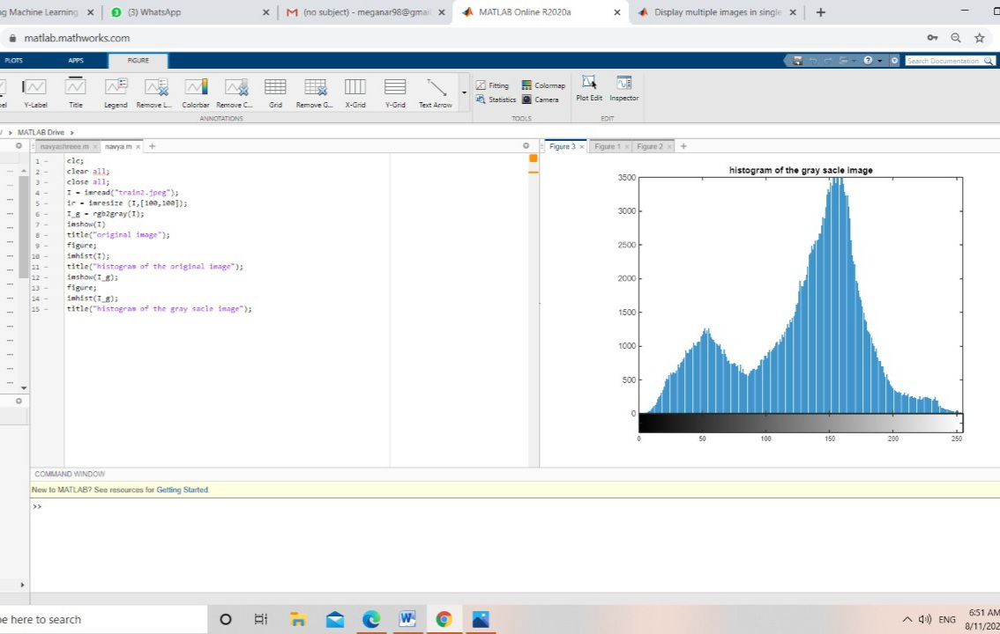 ng Machine Learning
(3) WhatsApp
(no subject) - meganar98@gmai
MATLAB Online R2020a
Display multiple images in single
matlab.mathworks.com
PLOTS
APPS
FIGURE
Search Documentation
Y-Label
Title
Legend
Remove L...
Colorbar
Remove C...
Grid
Remove G...
X-Grid
Y-Grid
Text Arrow
Fitting
Statistics
Colormap
Camera
Plot Edit
Inspector
ANNOTATIONS
TOOLS
EDIT
/ › MATLAB Drive ›
navyashreee.m
navya.m
1 - clc;
2 - clear all;
3 - close all;
4 - I = imread("train2.jpeg");
5 - ir = imresize (I,[100,100]);
6 - I_g = rgb2gray(I);
7 - imshow(I)
8 - title("original image");
9 - figure;
10 - imhist(I);
11 - title("histogram of the original image");
12 - imshow(I_g);
13 - figure;
14 - imhist(I_g);
15 - title("histogram of the gray sacle image");
Figure 3
Figure 1
Figure 2
histogram of the gray sacle image
3500
3000
2500
2000
1500
1000
500
0
0 50 100 150 200 250
COMMAND WINDOW
New to MATLAB? See resources for Getting Started.
>>
pe here to search
ENG
6:51 AM
8/11/202